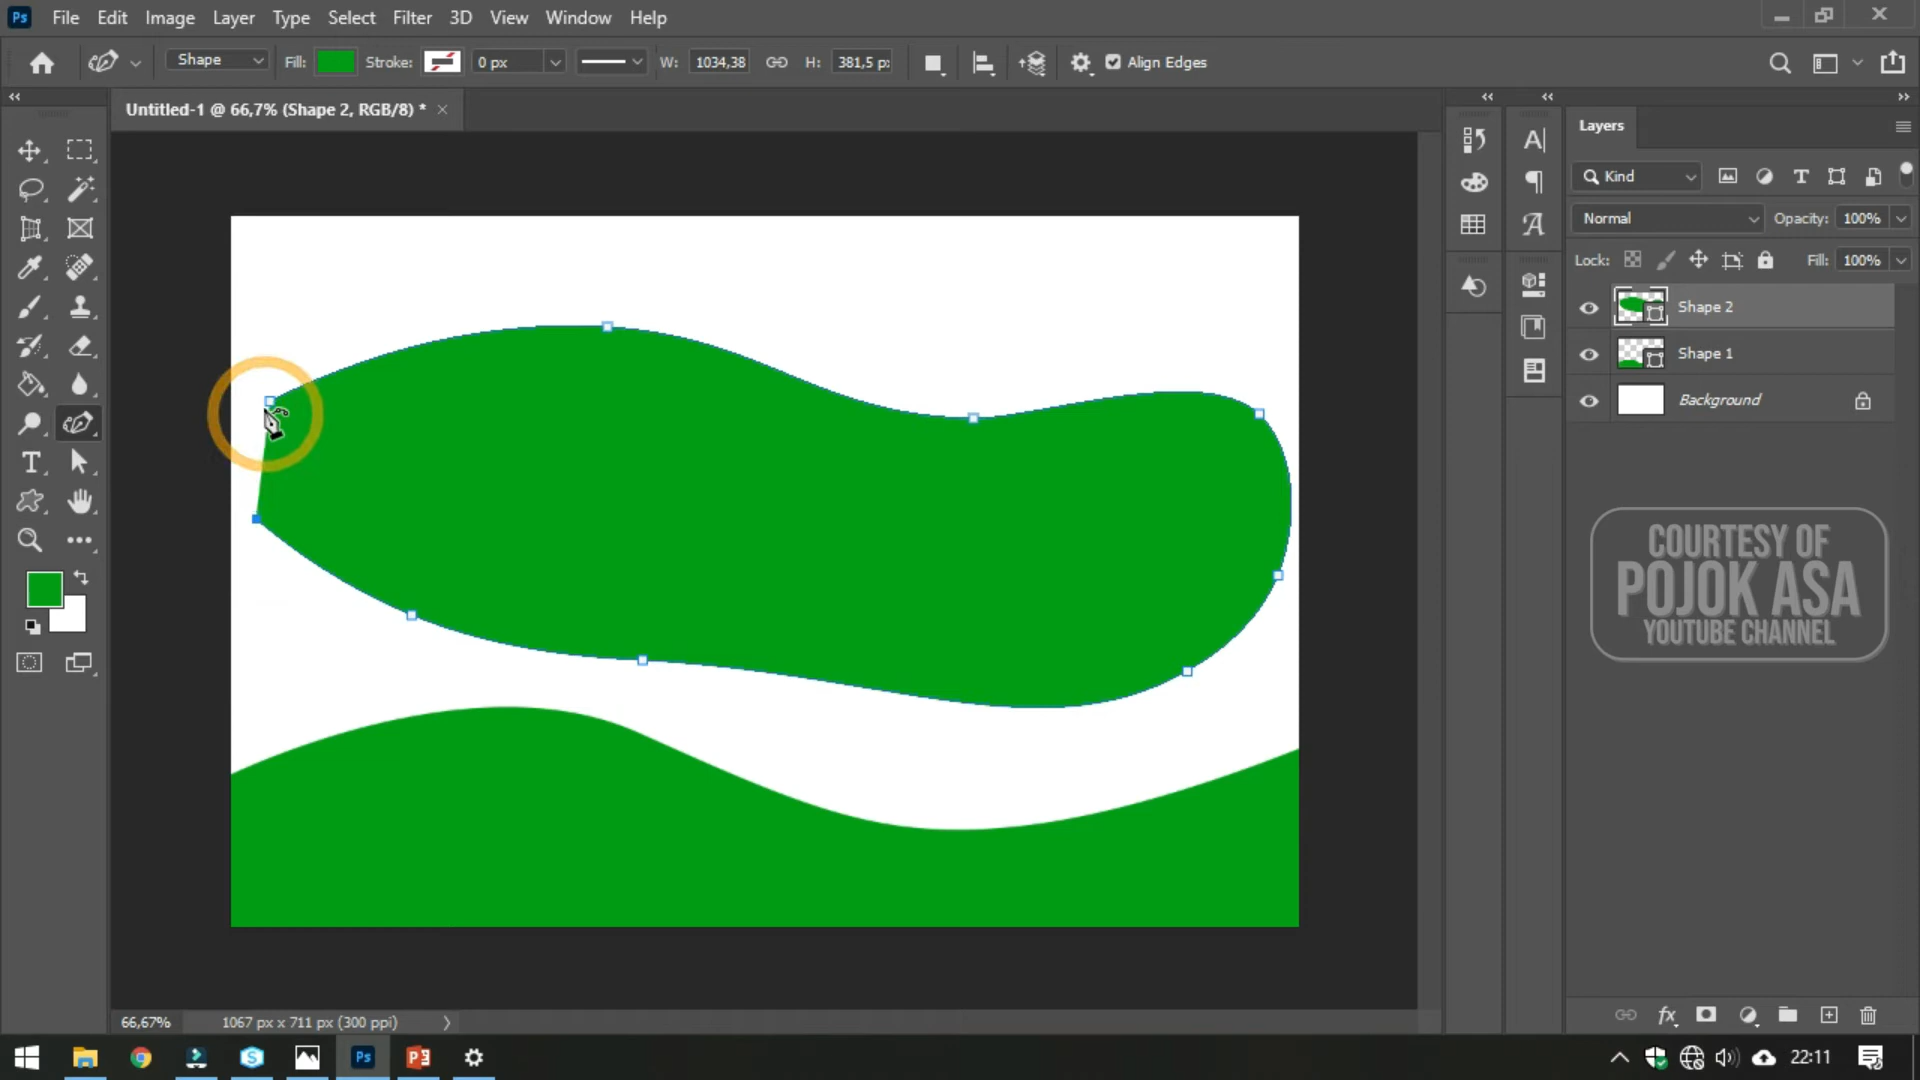 Ps File Edit Image Layer Type Select Filter 3D View Window Help
Shape Fill: Stroke: 0 px W: 1034,38 H: 381,5 p: Align Edges
Untitled-1 @ 66,7% (Shape 2, RGB/8) * ×
Layers
Kind
Normal Opacity: 100%
Lock: Fill: 100%
Shape 2
Shape 1
Background
COURTESY OF
POJOK ASA
YOUTUBE CHANNEL
66,67% 1067 px x 711 px (300 ppi)
fx
Ps 22:11